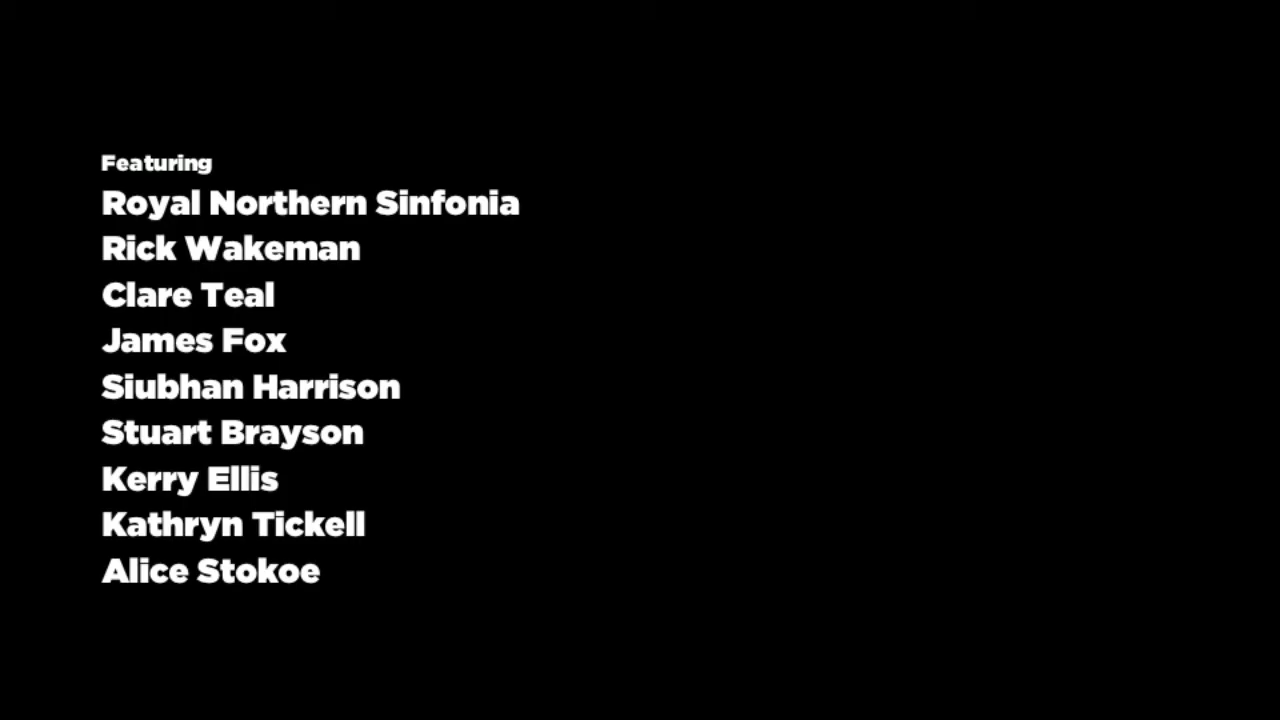 Featuring
Royal Northern Sinfonia
Rick Wakeman
Clare Teal
James Fox
Siubhan Harrison
Stuart Brayson
Kerry Ellis
Kathryn Tickell
Alice Stokoe